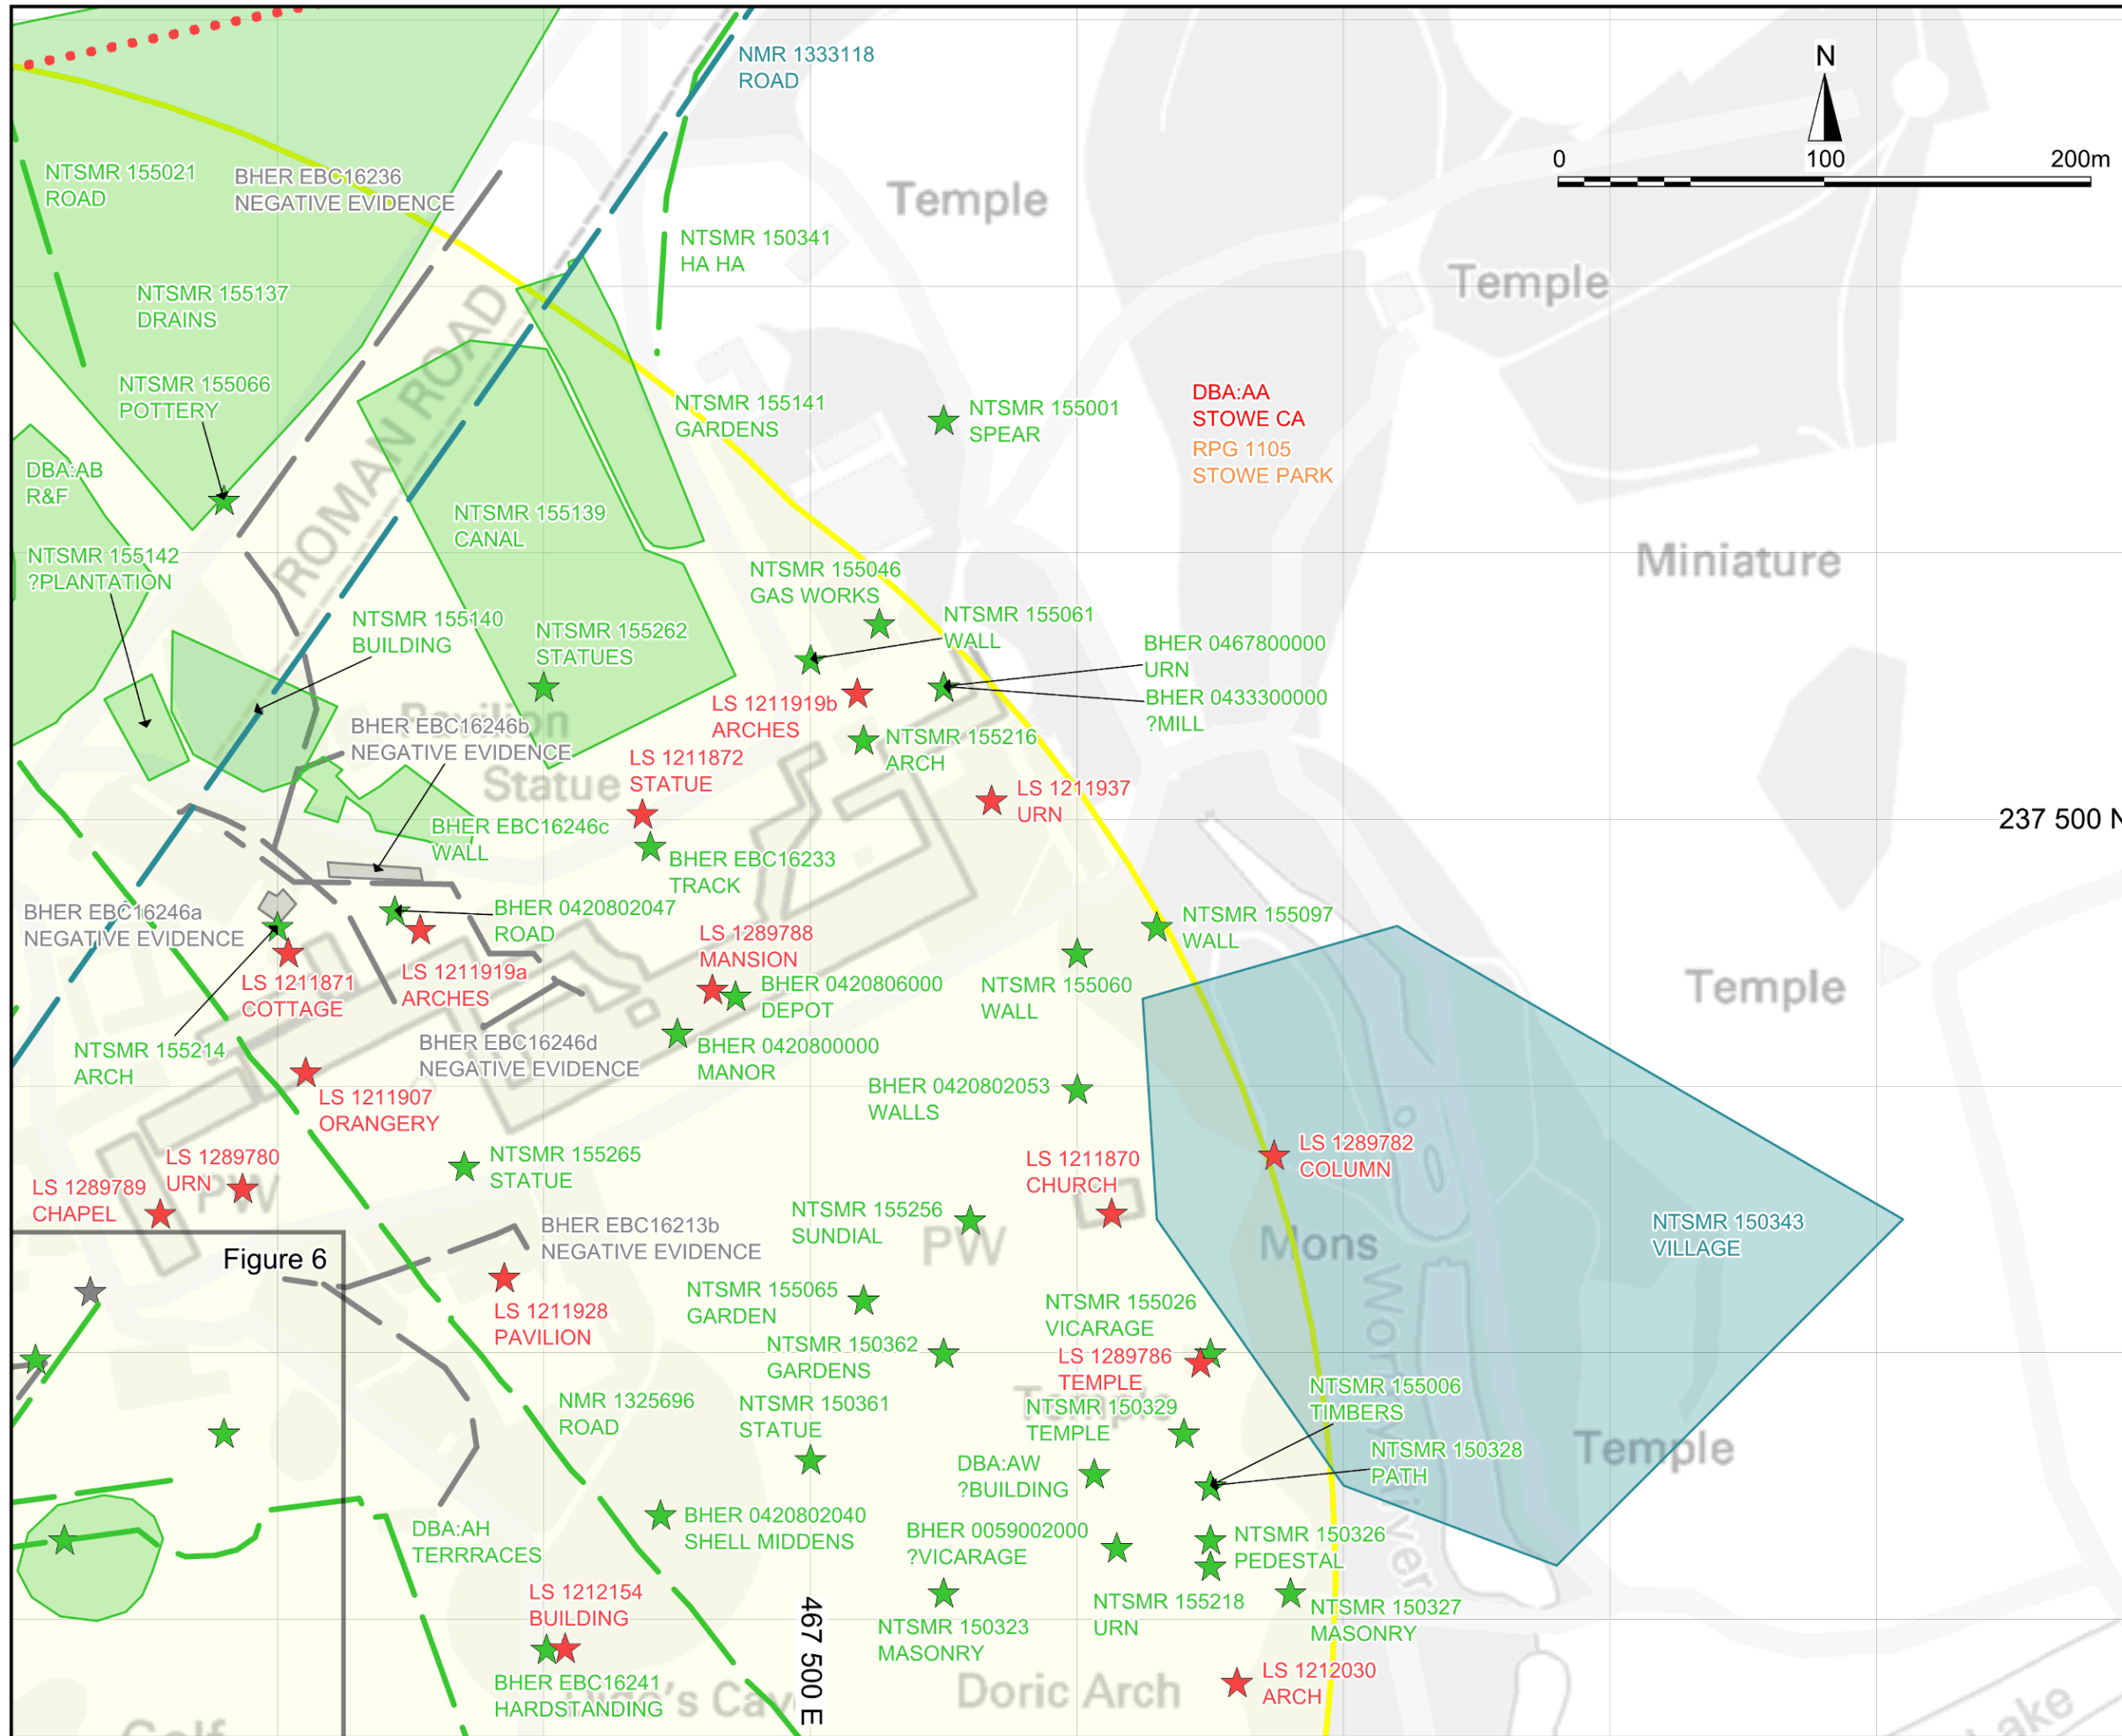 NMR 1333118
ROAD
N
0 100 200m
NTSMR 155021
ROAD
BHER EBC16236
NEGATIVE EVIDENCE
Temple
NTSMR 150341
HA HA
Temple
NTSMR 155137
DRAINS
NTSMR 155066
POTTERY
ROMAN ROAD
NTSMR 155141
GARDENS
NTSMR 155001
SPEAR
DBA:AA
STOWE CA
RPG 1105
STOWE PARK
DBA:AB
R&F
NTSMR 155139
CANAL
NTSMR 155142
?PLANTATION
Miniature
NTSMR 155046
GAS WORKS
NTSMR 155140
BUILDING
NTSMR 155262
STATUES
NTSMR 155061
WALL
BHER 0467800000
URN
BHER 0433300000
?MILL
LS 1211919b
ARCHES
Pavilion
Statue
BHER EBC16246b
NEGATIVE EVIDENCE
NTSMR 155216
ARCH
LS 1211872
STATUE
LS 1211937
URN
237 500 N
BHER EBC16246c
WALL
BHER EBC16233
TRACK
BHER EBC16246a
NEGATIVE EVIDENCE
BHER 0420802047
ROAD
NTSMR 155097
WALL
LS 1289788
MANSION
LS 1211871
COTTAGE
LS 1211919a
ARCHES
BHER 0420806000
DEPOT
NTSMR 155060
WALL
Temple
NTSMR 155214
ARCH
BHER EBC16246d
NEGATIVE EVIDENCE
BHER 0420800000
MANOR
LS 1211907
ORANGERY
BHER 0420802053
WALLS
LS 1289780
URN
NTSMR 155265
STATUE
LS 1211870
CHURCH
LS 1289782
COLUMN
LS 1289789
CHAPEL
PW
NTSMR 155256
SUNDIAL
PW
Mons
NTSMR 150343
VILLAGE
BHER EBC16213b
NEGATIVE EVIDENCE
Figure 6
LS 1211928
PAVILION
NTSMR 155065
GARDEN
NTSMR 155026
VICARAGE
NTSMR 150362
GARDENS
LS 1289786
TEMPLE
Temple
NMR 1325696
ROAD
NTSMR 150361
STATUE
NTSMR 150329
TEMPLE
NTSMR 155006
TIMBERS
NTSMR 150328
PATH
Temple
DBA:AW
?BUILDING
Worthy River
DBA:AH
TERRRACES
BHER 0420802040
SHELL MIDDENS
BHER 0059002000
?VICARAGE
NTSMR 150326
PEDESTAL
LS 1212154
BUILDING
467 500 E
NTSMR 150323
MASONRY
NTSMR 155218
URN
NTSMR 150327
MASONRY
BHER EBC16241
HARDSTANDING
Doric Arch
LS 1212030
ARCH
Golf
Lake